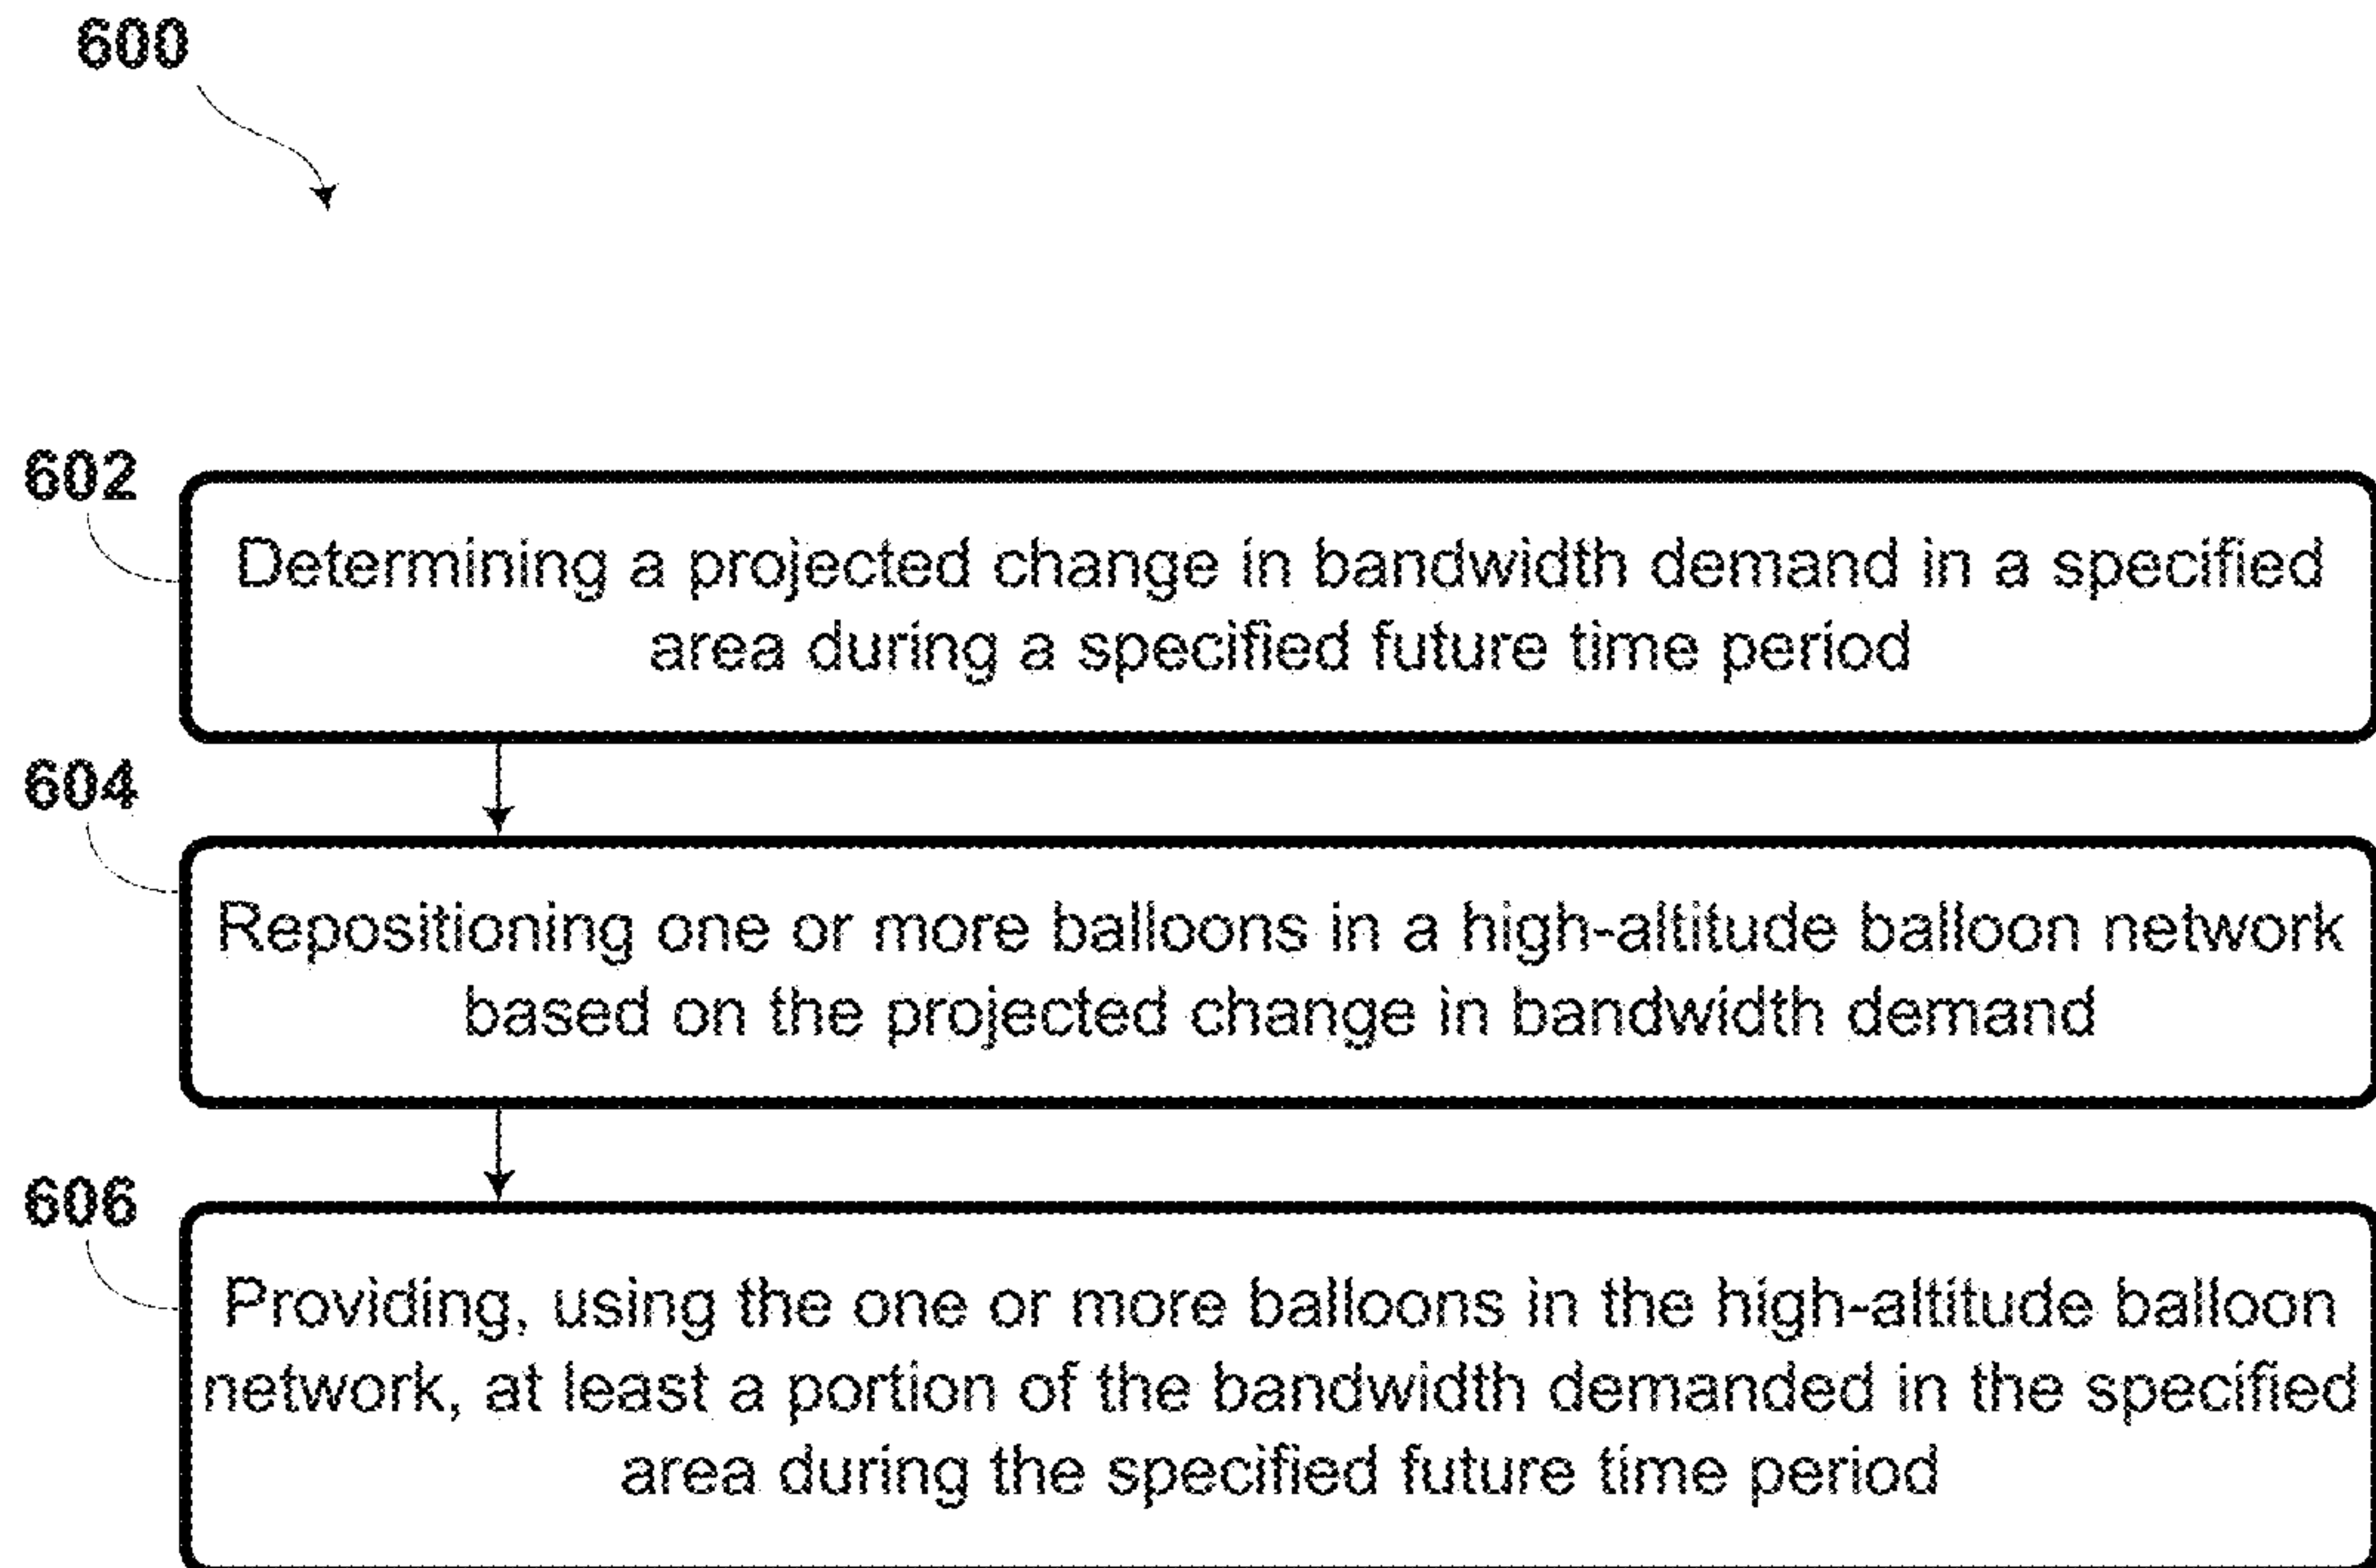 600
602
Determining a projected change in bandwidth demand in a specified
area during a specified future time period
604
Repositioning one or more balloons in a high-altitude balloon network
based on the projected change in bandwidth demand
606
Providing, using the one or more balloons in the high-altitude balloon
network, at least a portion of the bandwidth demanded in the specified
area during the specified future time period